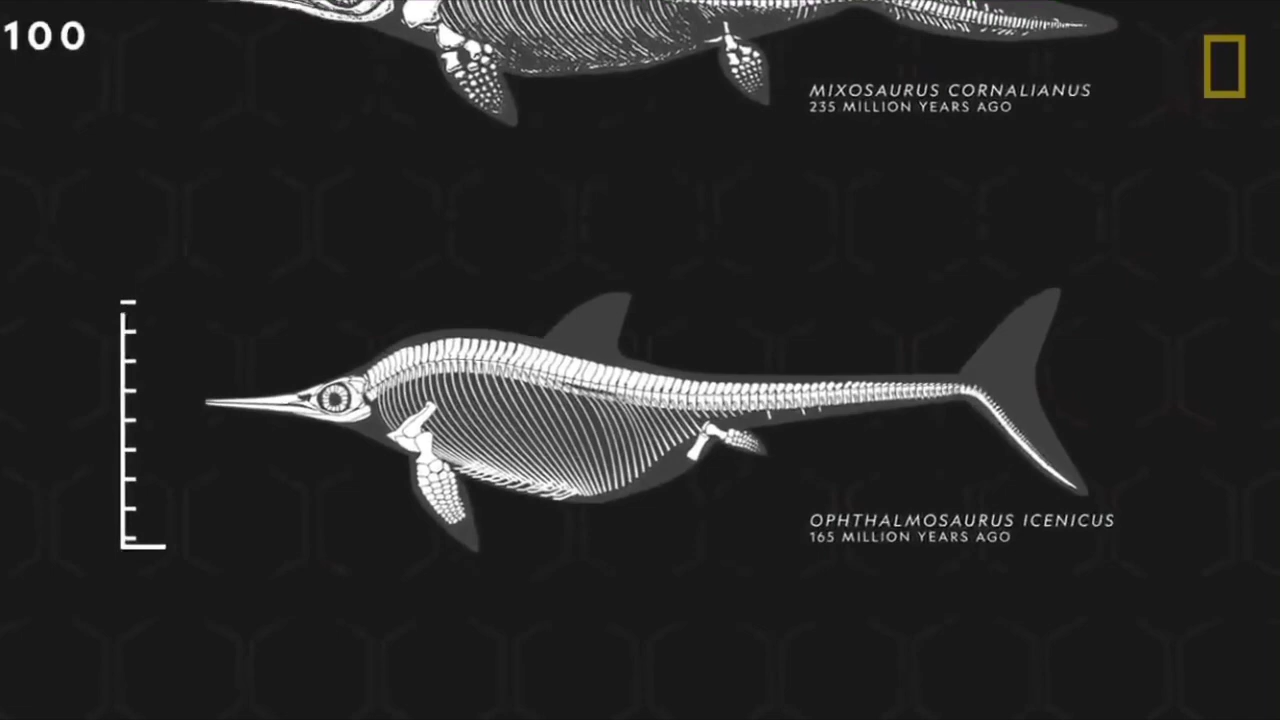 100
MIXOSAURUS CORNALIANUS
235 MILLION YEARS AGO
OPHTHALMOSAURUS ICENICUS
165 MILLION YEARS AGO